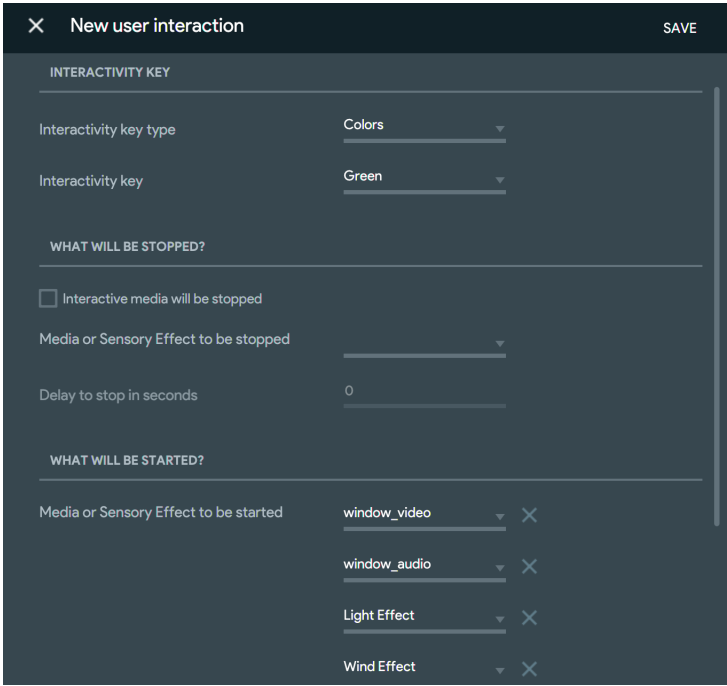 New user interaction SAVE
INTERACTIVITY KEY
Interactivity key type Colors
Interactivity key Green
WHAT WILL BE STOPPED?
Interactive media will be stopped
Media or Sensory Effect to be stopped
Delay to stop in seconds 0
WHAT WILL BE STARTED?
Media or Sensory Effect to be started window_video
window_audio
Light Effect
Wind Effect